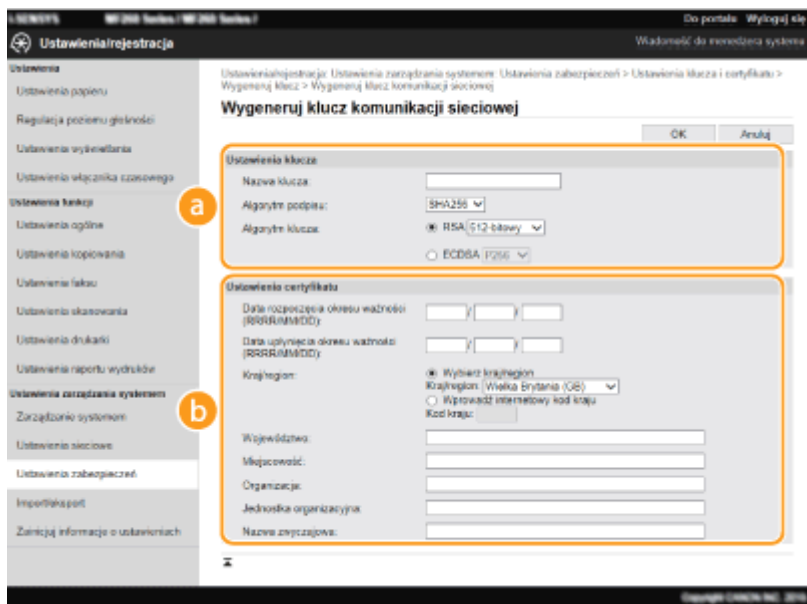 i-SENSYS
Do portalu Wyloguj się
Ustawienia/rejestracja
Wiadomość do menedżera systemu
Ustawienia
Ustawienia papieru
Regulacja poziomu głośności
Ustawienia wyświetlania
Ustawienia włącznika czasowego
Ustawienia funkcji
Ustawienia ogólne
Ustawienia kopiowania
Ustawienia faksu
Ustawienia skanowania
Ustawienia drukarki
Ustawienia raportu wydruków
Ustawienia zarządzania systemem
Zarządzanie systemem
Ustawienia sieciowe
Ustawienia zabezpieczeń
Import/eksport
Zainicjuj informacje o ustawieniach
Ustawienia/rejestracja: Ustawienia zarządzania systemem: Ustawienia zabezpieczeń > Ustawienia klucza i certyfikatu >
Wygeneruj klucz > Wygeneruj klucz komunikacji sieciowej
Wygeneruj klucz komunikacji sieciowej
OK Anuluj
a
Ustawienia klucza
Nazwa klucza:
Algorytm podpisu: SHA256
Algorytm klucza: RSA 512-bitowy
ECDSA P256
b
Ustawienia certyfikatu
Data rozpoczęcia okresu ważności
(RRRR/MM/DD): / /
Data upłynięcia okresu ważności
(RRRR/MM/DD): / /
Kraj/region: Wybierz kraj/region
Kraj/region: Wielka Brytania (GB)
Wprowadź internetowy kod kraju
Kod kraju:
Województwo:
Miejscowość:
Organizacja:
Jednostka organizacyjna:
Nazwa zwyczajowa:
Copyright CANON INC.